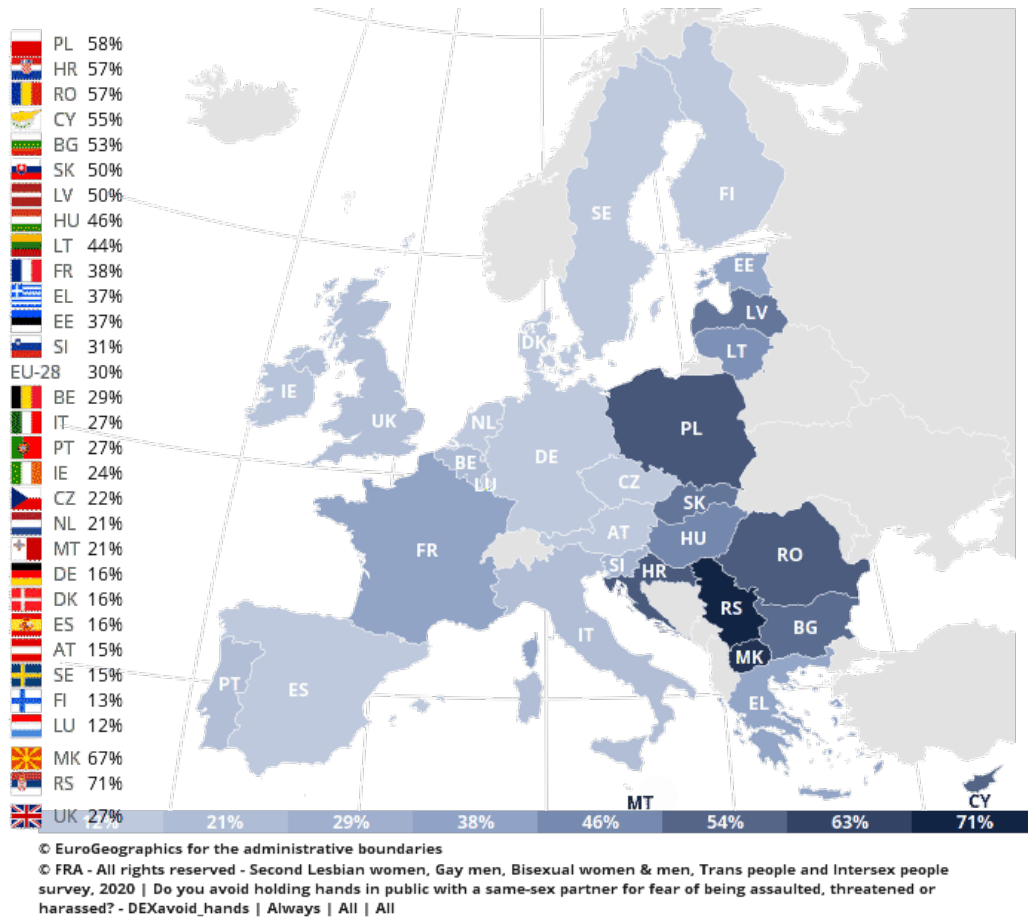 PL 58%
HR 57%
RO 57%
CY 55%
BG 53%
SK 50%
LV 50%
HU 46%
LT 44%
FR 38%
EL 37%
EE 37%
SI 31%
EU-28 30%
BE 29%
IT 27%
PT 27%
IE 24%
CZ 22%
NL 21%
MT 21%
DE 16%
DK 16%
ES 16%
AT 15%
SE 15%
FI 13%
LU 12%
MK 67%
RS 71%
UK 27%
FI
SE
EE
LV
LT
DK
IE
UK
NL
PL
BE
DE
LU
CZ
SK
AT
HU
FR
RO
SI
HR
RS
BG
IT
MK
PT
ES
EL
MT
CY
12% 21% 29% 38% 46% 54% 63% 71%
© EuroGeographics for the administrative boundaries
© FRA - All rights reserved - Second Lesbian women, Gay men, Bisexual women & men, Trans people and Intersex people
survey, 2020 | Do you avoid holding hands in public with a same-sex partner for fear of being assaulted, threatened or
harassed? - DEXavoid_hands | Always | All | All